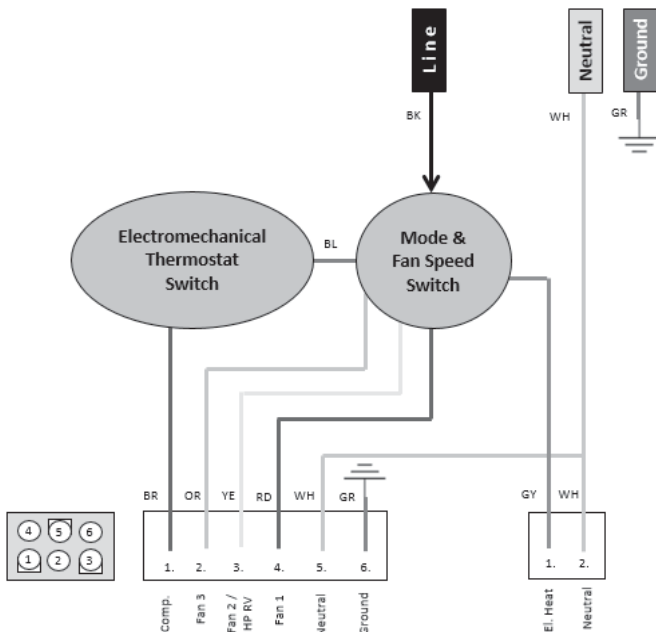 Line
Neutral
Ground
BK
WH
GR
Electromechanical
Thermostat
Switch
BL
Mode &
Fan Speed
Switch
BR
OR
YE
RD
WH
GR
GY
WH
4
5
6
1
2
3
1.
2.
3.
4.
5.
6.
1.
2.
Comp.
Fan 3
Fan 2 /
HP RV
Fan 1
Neutral
Ground
El. Heat
Neutral